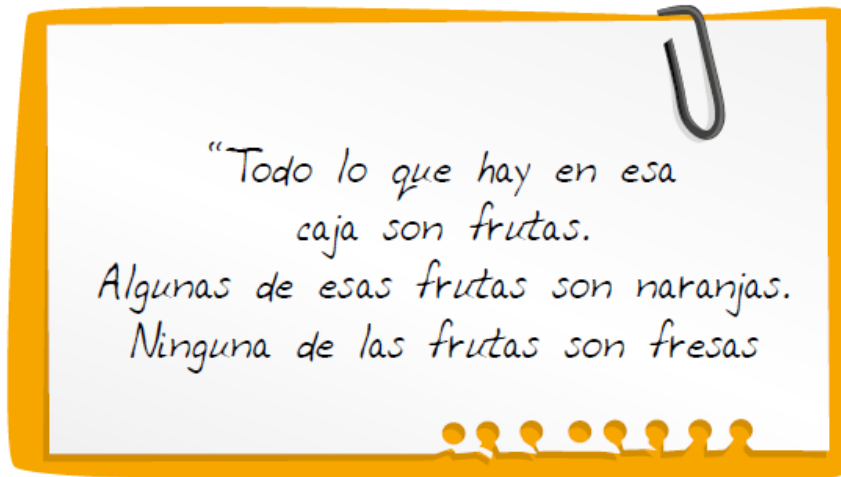 “Todo lo que hay en esa
caja son frutas.
Algunas de esas frutas son naranjas.
Ninguna de las frutas son fresas